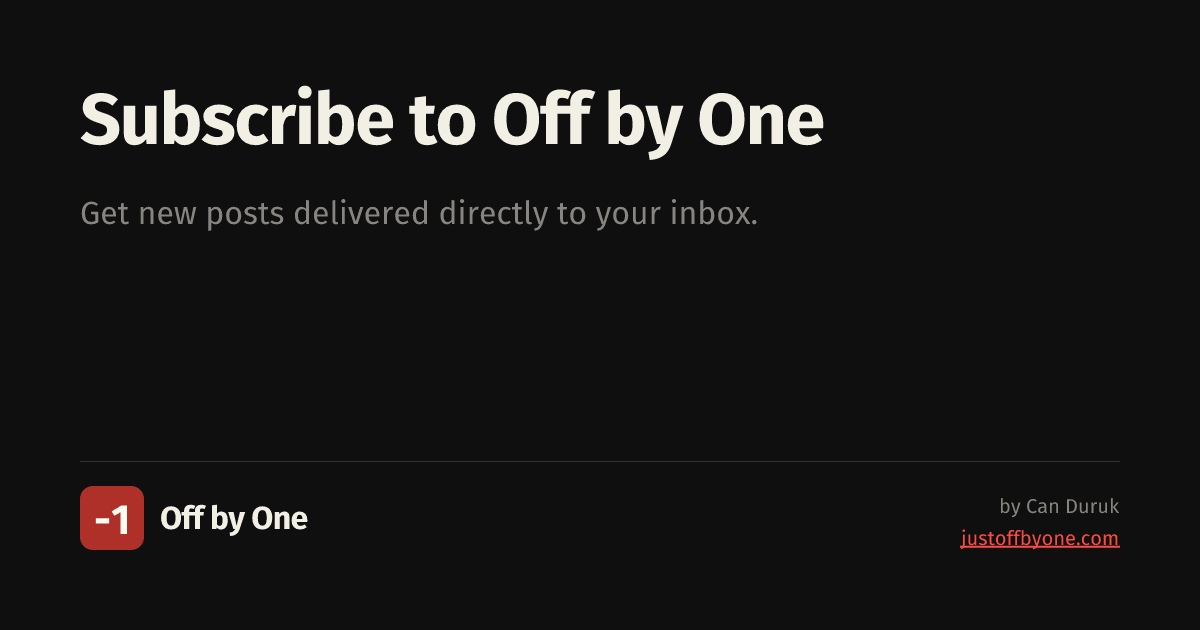 Subscribe to Off by One
Get new posts delivered directly to your inbox.
-1 Off by One
by Can Duruk
justoffbyone.com